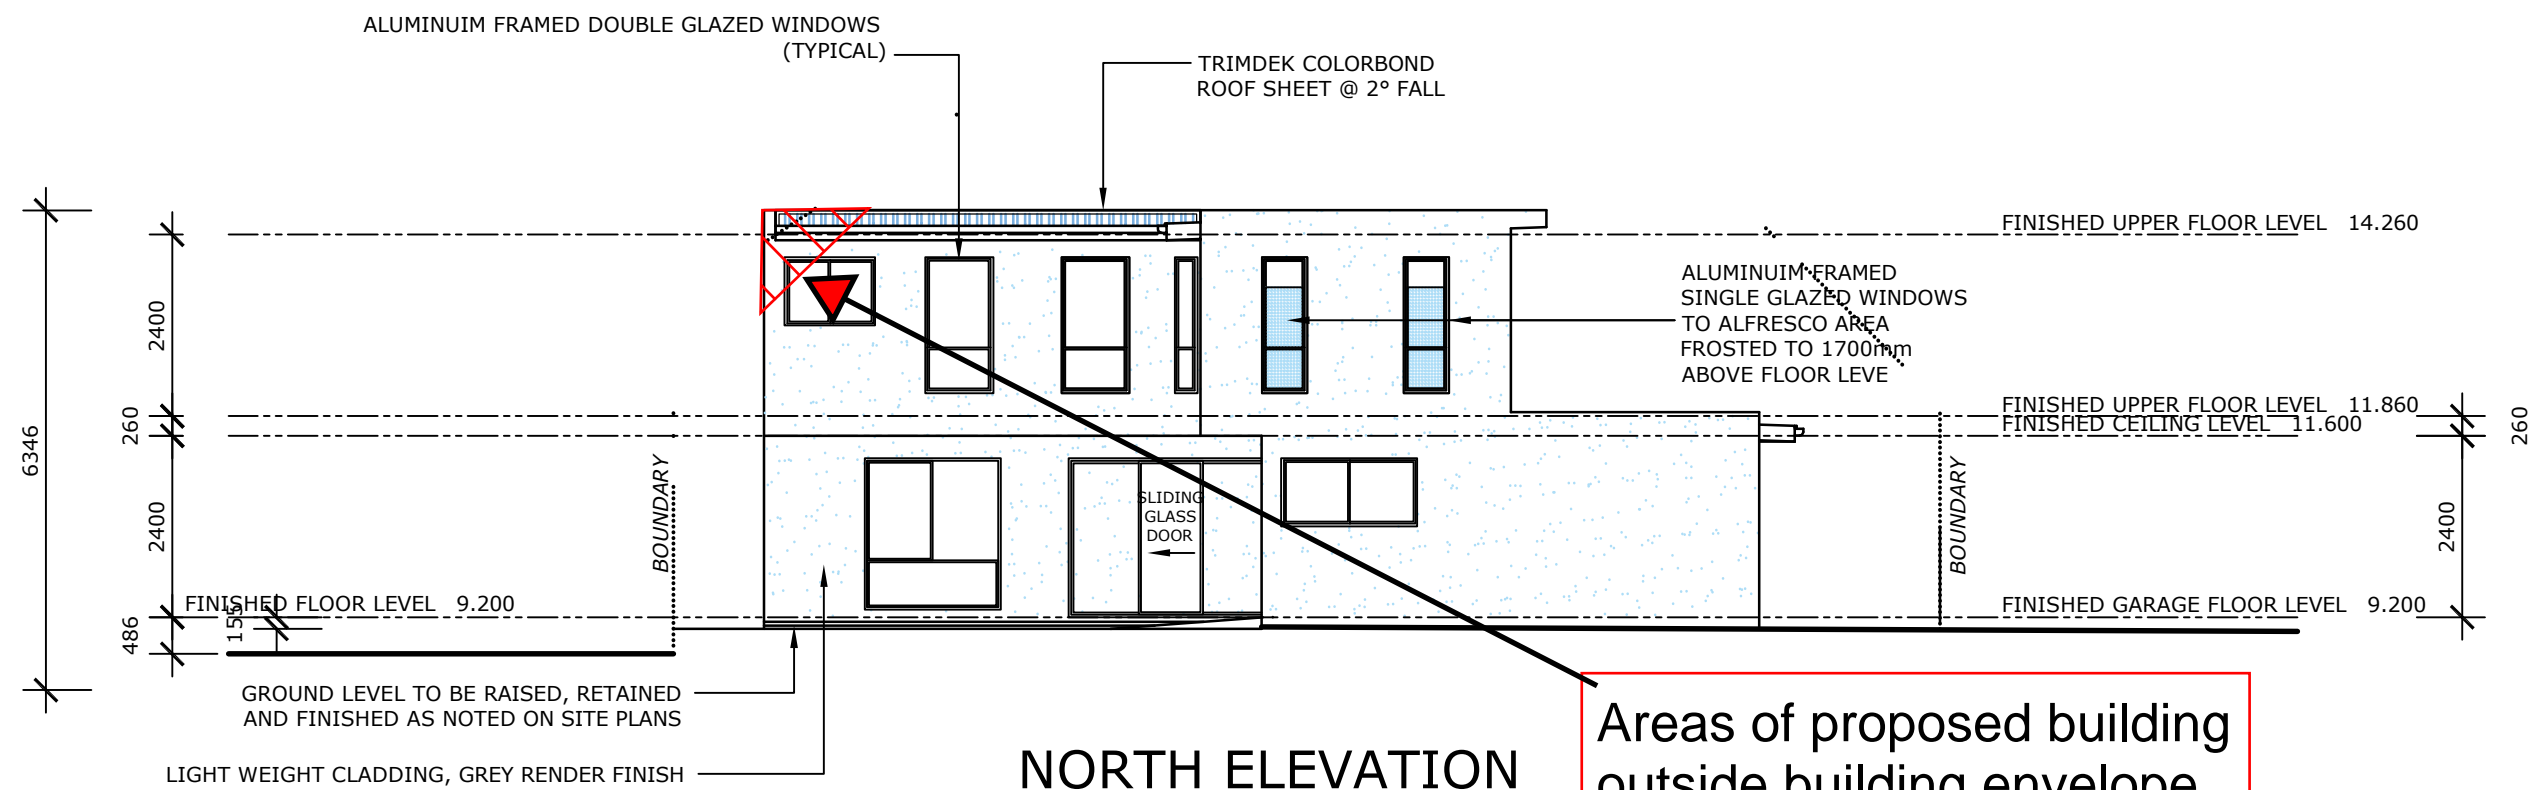 ALUMINUIM FRAMED DOUBLE GLAZED WINDOWS
(TYPICAL)
TRIMDEK COLORBOND
ROOF SHEET @ 2° FALL
FINISHED UPPER FLOOR LEVEL 14.260
ALUMINUIM FRAMED
SINGLE GLAZED WINDOWS
TO ALFRESCO AREA
FROSTED TO 1700mm
ABOVE FLOOR LEVE
2400
260
6346
2400
486
155
FINISHED UPPER FLOOR LEVEL 11.860
FINISHED CEILING LEVEL 11.600
260
2400
BOUNDARY
SLIDING
GLASS
DOOR
BOUNDARY
FINISHED FLOOR LEVEL 9.200
FINISHED GARAGE FLOOR LEVEL 9.200
GROUND LEVEL TO BE RAISED, RETAINED
AND FINISHED AS NOTED ON SITE PLANS
LIGHT WEIGHT CLADDING, GREY RENDER FINISH
NORTH ELEVATION
Areas of proposed building
outside building envelope